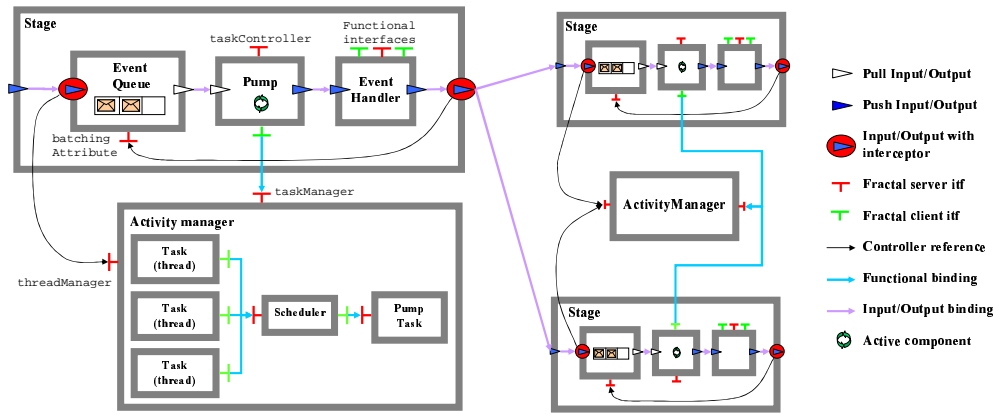 Stage
taskController
Functional
interfaces
Event
Queue
Pump
Event
Handler
batching
Attribute
taskManager
Activity manager
Task
(thread)
Task
(thread)
Task
(thread)
Scheduler
Pump
Task
threadManager
Stage
ActivityManager
Stage
Pull Input/Output
Push Input/Output
Input/Output with
interceptor
Fractal server itf
Fractal client itf
Controller reference
Functional binding
Input/Output binding
Active component